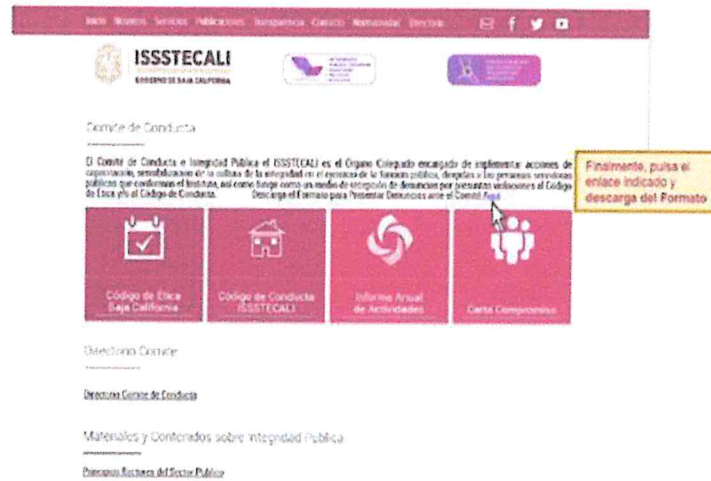 Inicio Nosotros Servicios Publicaciones Transparencia Contacto Normatividad Directorio
ISSSTECALI
GOBIERNO DE BAJA CALIFORNIA
Comité de Conducta
El Comité de Conducta e Integridad Pública el ISSSTECALI es el Órgano Colegiado encargado de implementar acciones de
capacitación, sensibilización de la cultura de la integridad en el ejercicio de la función pública, dirigidas a las personas servidoras
públicas que conforman el Instituto, así como funge como un medio de recepción de denuncias por presuntas violaciones al Código
de Ética y/o al Código de Conducta. Descarga el Formato para Presentar Denuncias ante el Comité Aquí
Finalmente, pulsa el
enlace indicado y
descarga del Formato
Código de Ética
Baja California
Código de Conducta
ISSSTECALI
Informe Anual
de Actividades
Carta Compromiso
Directorio Comité
Directorio Comité de Conducta
Materiales y Contenidos sobre Integridad Pública
Principios Rectores del Sector Público